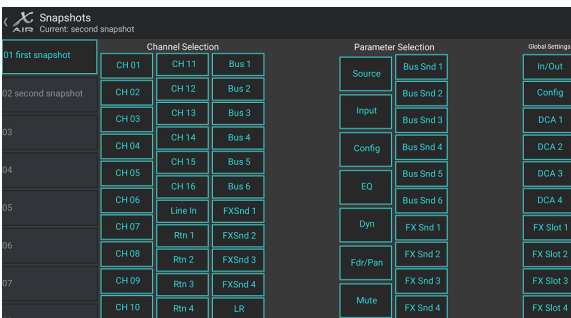 X Snapshots
AIR Current: second snapshot
01 first snapshot
02 second snapshot
03
04
05
06
07
Channel Selection
CH 01
CH 02
CH 03
CH 04
CH 05
CH 06
CH 07
CH 08
CH 09
CH 10
CH 11
CH 12
CH 13
CH 14
CH 15
CH 16
Line In
Rtn 1
Rtn 2
Rtn 3
Rtn 4
Bus 1
Bus 2
Bus 3
Bus 4
Bus 5
Bus 6
FXSnd 1
FXSnd 2
FXSnd 3
FXSnd 4
LR
Parameter Selection
Source
Input
Config
EQ
Dyn
Fdr/Pan
Mute
Bus Snd 1
Bus Snd 2
Bus Snd 3
Bus Snd 4
Bus Snd 5
Bus Snd 6
FX Snd 1
FX Snd 2
FX Snd 3
FX Snd 4
Global Settings
In/Out
Config
DCA 1
DCA 2
DCA 3
DCA 4
FX Slot 1
FX Slot 2
FX Slot 3
FX Slot 4